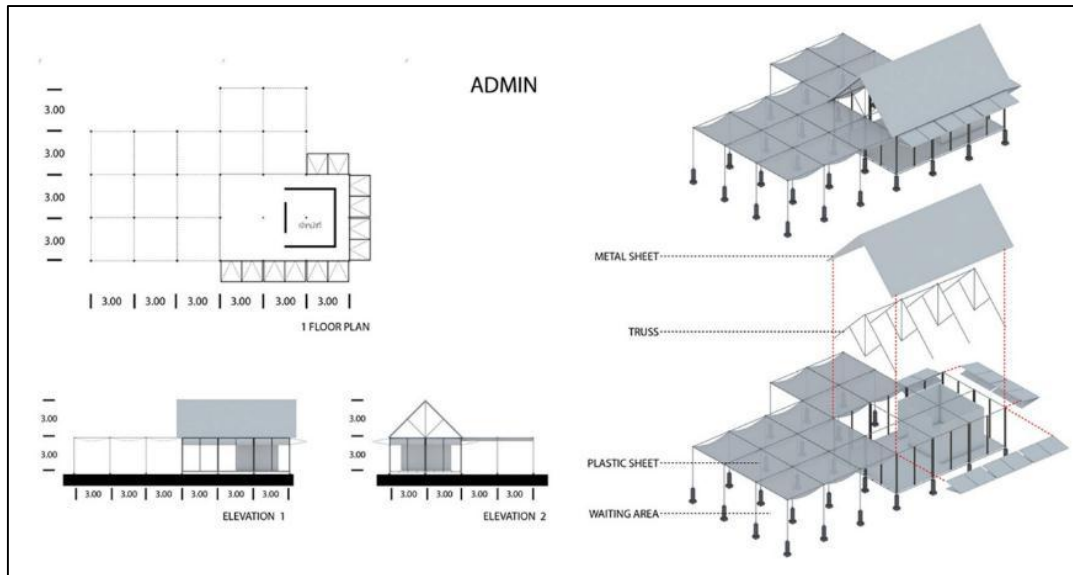 ADMIN
3.00
3.00
3.00
3.00
3.00 3.00 3.00 3.00 3.00 3.00
1 FLOOR PLAN
METAL SHEET
TRUSS
PLASTIC SHEET
WAITING AREA
3.00
3.00
3.00 3.00 3.00 3.00 3.00 3.00
ELEVATION 1
3.00
3.00
3.00 3.00 3.00 3.00
ELEVATION 2